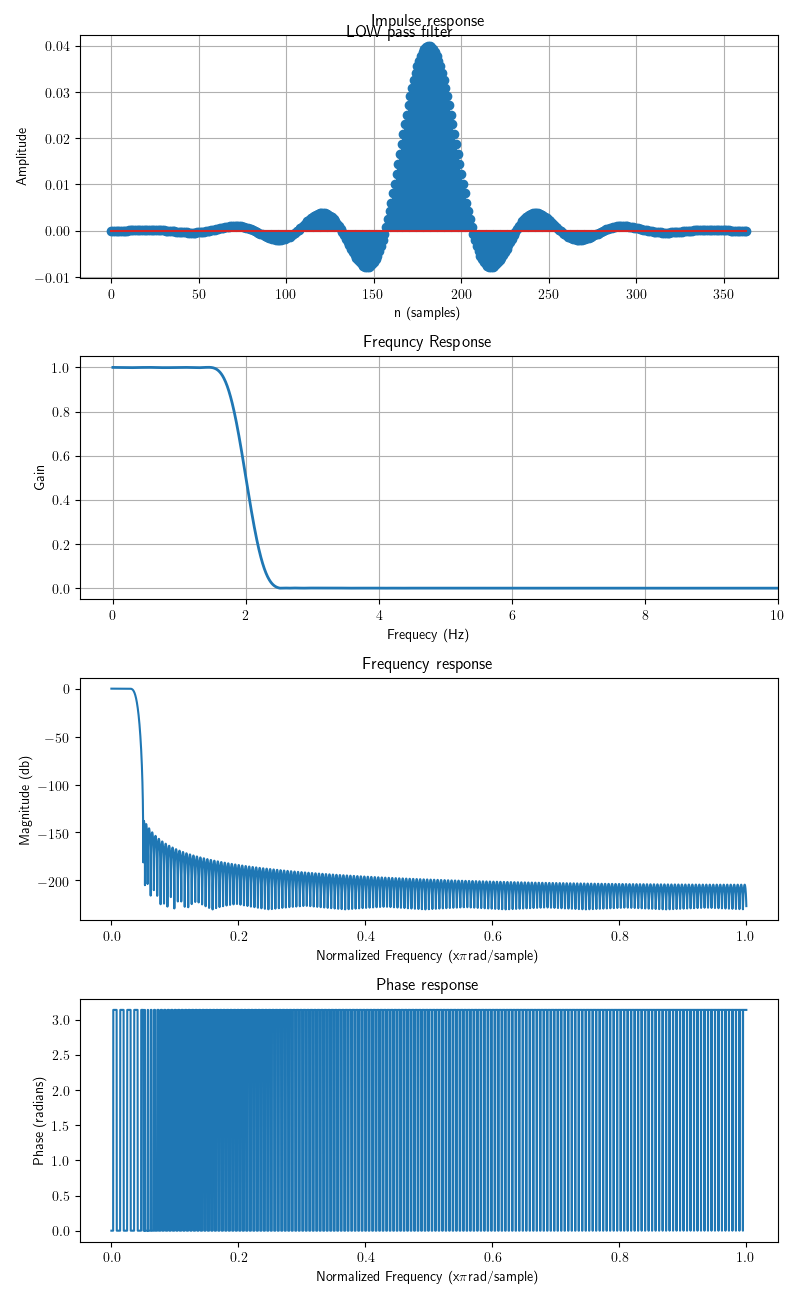 Impulse response
LOW pass filter
0.04
0.03
0.02
0.01
0.00
−0.01
Amplitude
0 50 100 150 200 250 300 350
n (samples)
Frequncy Response
1.0
0.8
0.6
0.4
0.2
0.0
Gain
0 2 4 6 8 10
Frequecy (Hz)
Frequency response
0
−50
−100
−150
−200
Magnitude (db)
0.0 0.2 0.4 0.6 0.8 1.0
Normalized Frequency (xπrad/sample)
Phase response
3.0
2.5
2.0
1.5
1.0
0.5
0.0
Phase (radians)
0.0 0.2 0.4 0.6 0.8 1.0
Normalized Frequency (xπrad/sample)